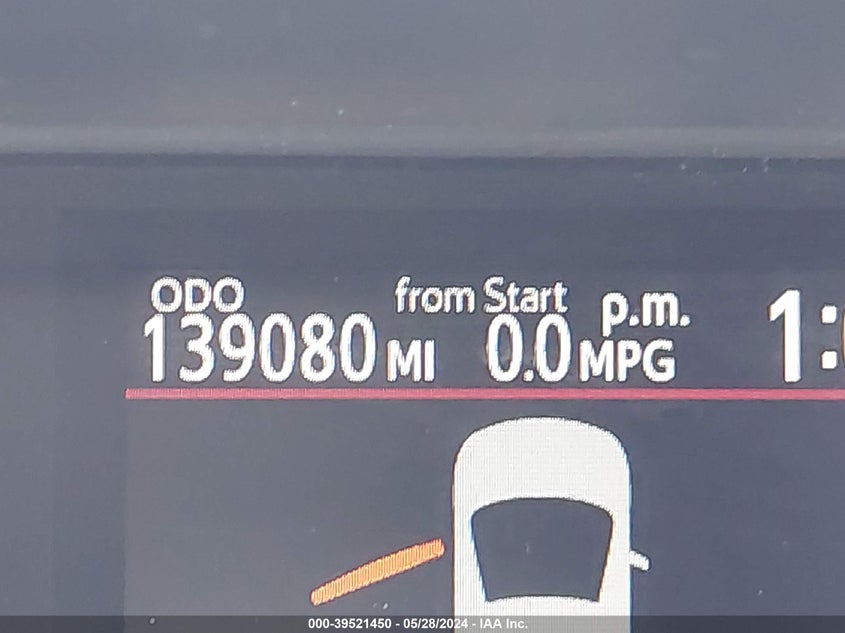 ODO from Start p.m. 1:
139080 MI 0.0 MPG
000-39521450 - 05/28/2024 - IAA Inc.